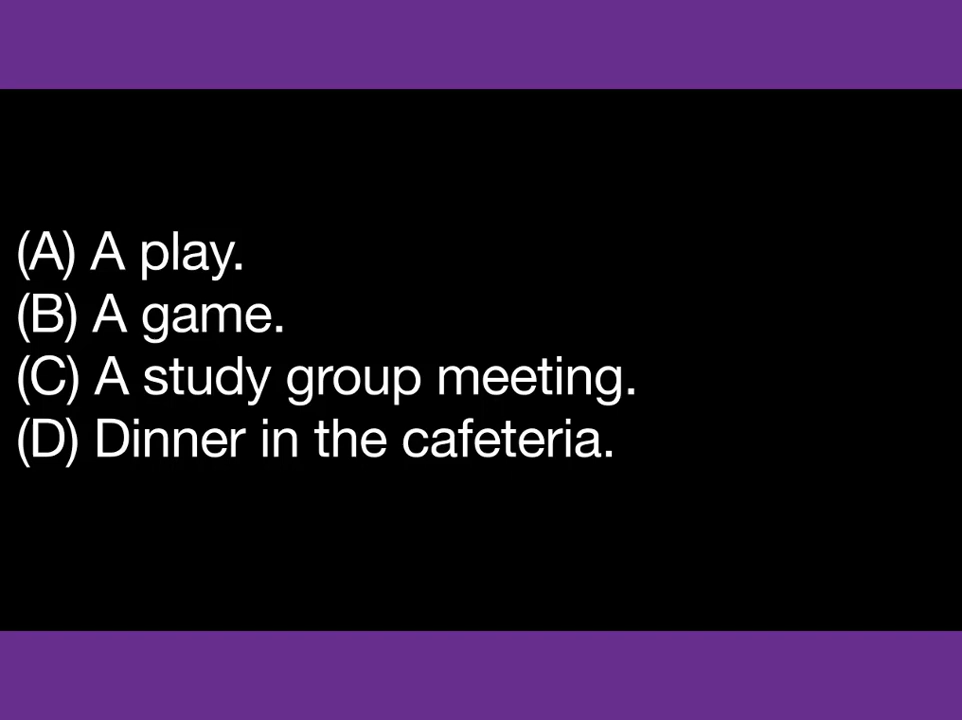 (A) A play.
(B) A game.
(C) A study group meeting.
(D) Dinner in the cafeteria.